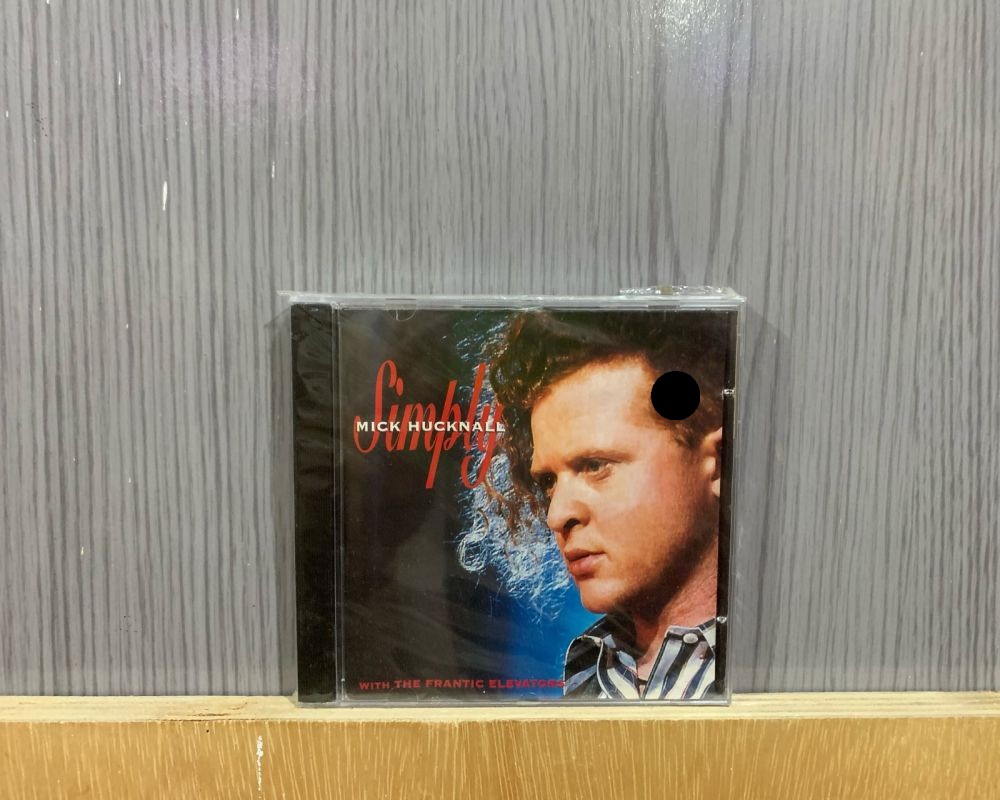 Simply
MICK HUCKNALL
WITH THE FRANTIC ELEVATORS